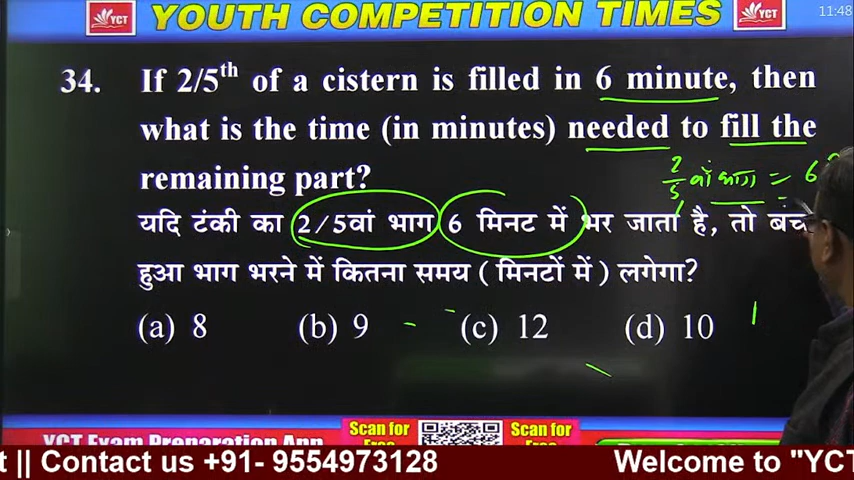 YCT
YOUTH COMPETITION TIMES
YCT
11:48
34. If 2/5th of a cistern is filled in 6 minute, then
what is the time (in minutes) needed to fill the
remaining part?
2/5 वाँ भाग = 6
यदि टंकी का 2/5वां भाग 6 मिनट में भर जाता है, तो बच
हुआ भाग भरने में कितना समय ( मिनटों में ) लगेगा?
(a) 8 (b) 9 (c) 12 (d) 10
YCT Exam Preparation App
Scan for
Free
Scan for
Free
t || Contact us +91- 9554973128 Welcome to "YCT